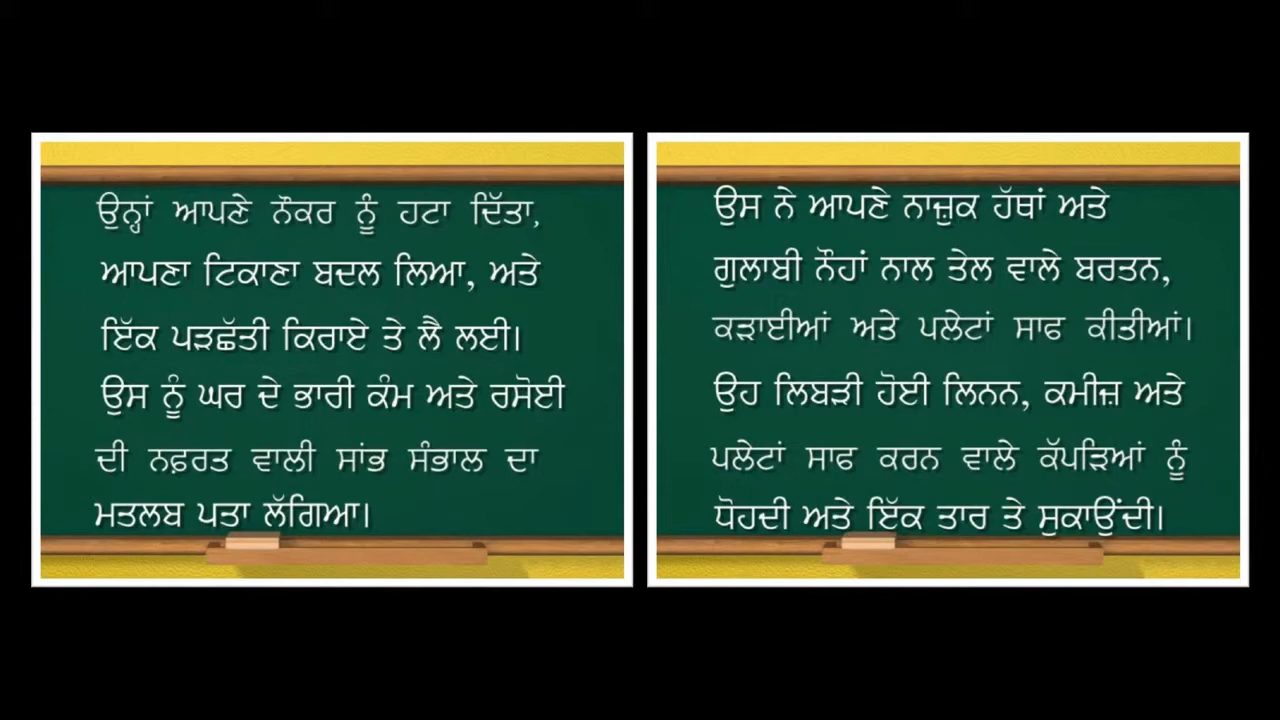 ਉਨ੍ਹਾਂ ਆਪਣੇ ਨੌਕਰ ਨੂੰ ਹਟਾ ਦਿੱਤਾ,
ਆਪਣਾ ਟਿਕਾਣਾ ਬਦਲ ਲਿਆ, ਅਤੇ
ਇੱਕ ਪੜਛੱਤੀ ਕਿਰਾਏ ਤੇ ਲੈ ਲਈ।
ਉਸ ਨੂੰ ਘਰ ਦੇ ਭਾਰੀ ਕੰਮ ਅਤੇ ਰਸੋਈ
ਦੀ ਨਫ਼ਰਤ ਵਾਲੀ ਸਾਂਭ ਸੰਭਾਲ ਦਾ
ਮਤਲਬ ਪਤਾ ਲੱਗਿਆ।
ਉਸ ਨੇ ਆਪਣੇ ਨਾਜ਼ੁਕ ਹੱਥਾਂ ਅਤੇ
ਗੁਲਾਬੀ ਨੌਹਾਂ ਨਾਲ ਤੇਲ ਵਾਲੇ ਬਰਤਨ,
ਕੜਾਈਆਂ ਅਤੇ ਪਲੇਟਾਂ ਸਾਫ ਕੀਤੀਆਂ।
ਉਹ ਲਿਬੜੀ ਹੋਈ ਲਿਨਨ, ਕਮੀਜ਼ ਅਤੇ
ਪਲੇਟਾਂ ਸਾਫ ਕਰਨ ਵਾਲੇ ਕੱਪੜਿਆਂ ਨੂੰ
ਧੋਹਦੀ ਅਤੇ ਇੱਕ ਤਾਰ ਤੇ ਸੁਕਾਉਂਦੀ।